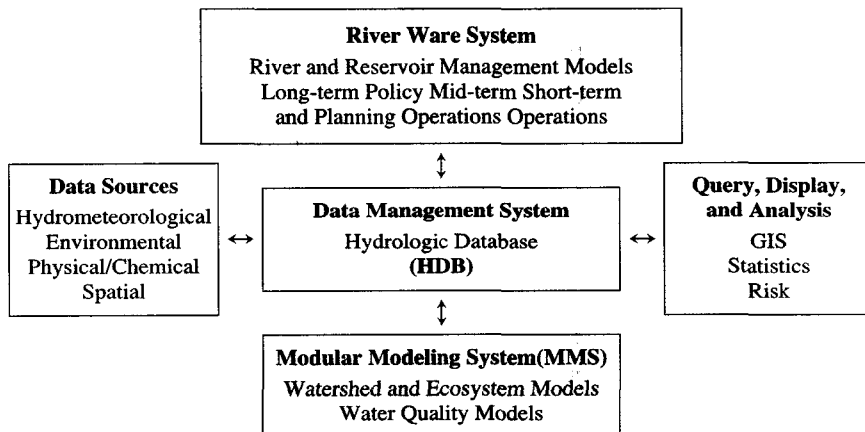 River Ware System
River and Reservoir Management Models
Long-term Policy Mid-term Short-term
and Planning Operations Operations
Data Sources
Hydrometeorological
Environmental
Physical/Chemical
Spatial
Data Management System
Hydrologic Database
(HDB)
Query, Display,
and Analysis
GIS
Statistics
Risk
Modular Modeling System(MMS)
Watershed and Ecosystem Models
Water Quality Models